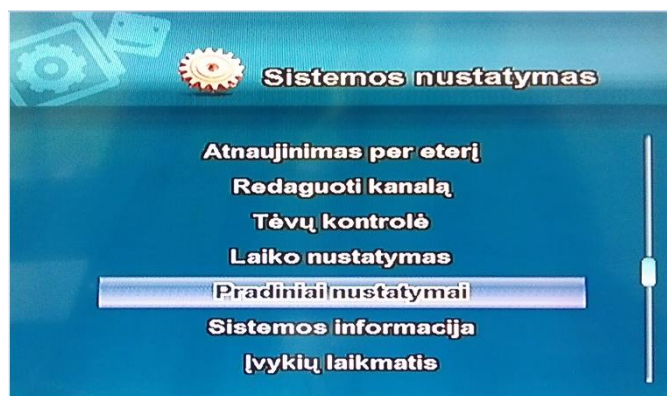 Sistemos nustatymas
Atnaujinimas per eterį
Redaguoti kanalą
Tėvų kontrolė
Laiko nustatymas
Pradiniai nustatymai
Sistemos informacija
Įvykių laikmatis